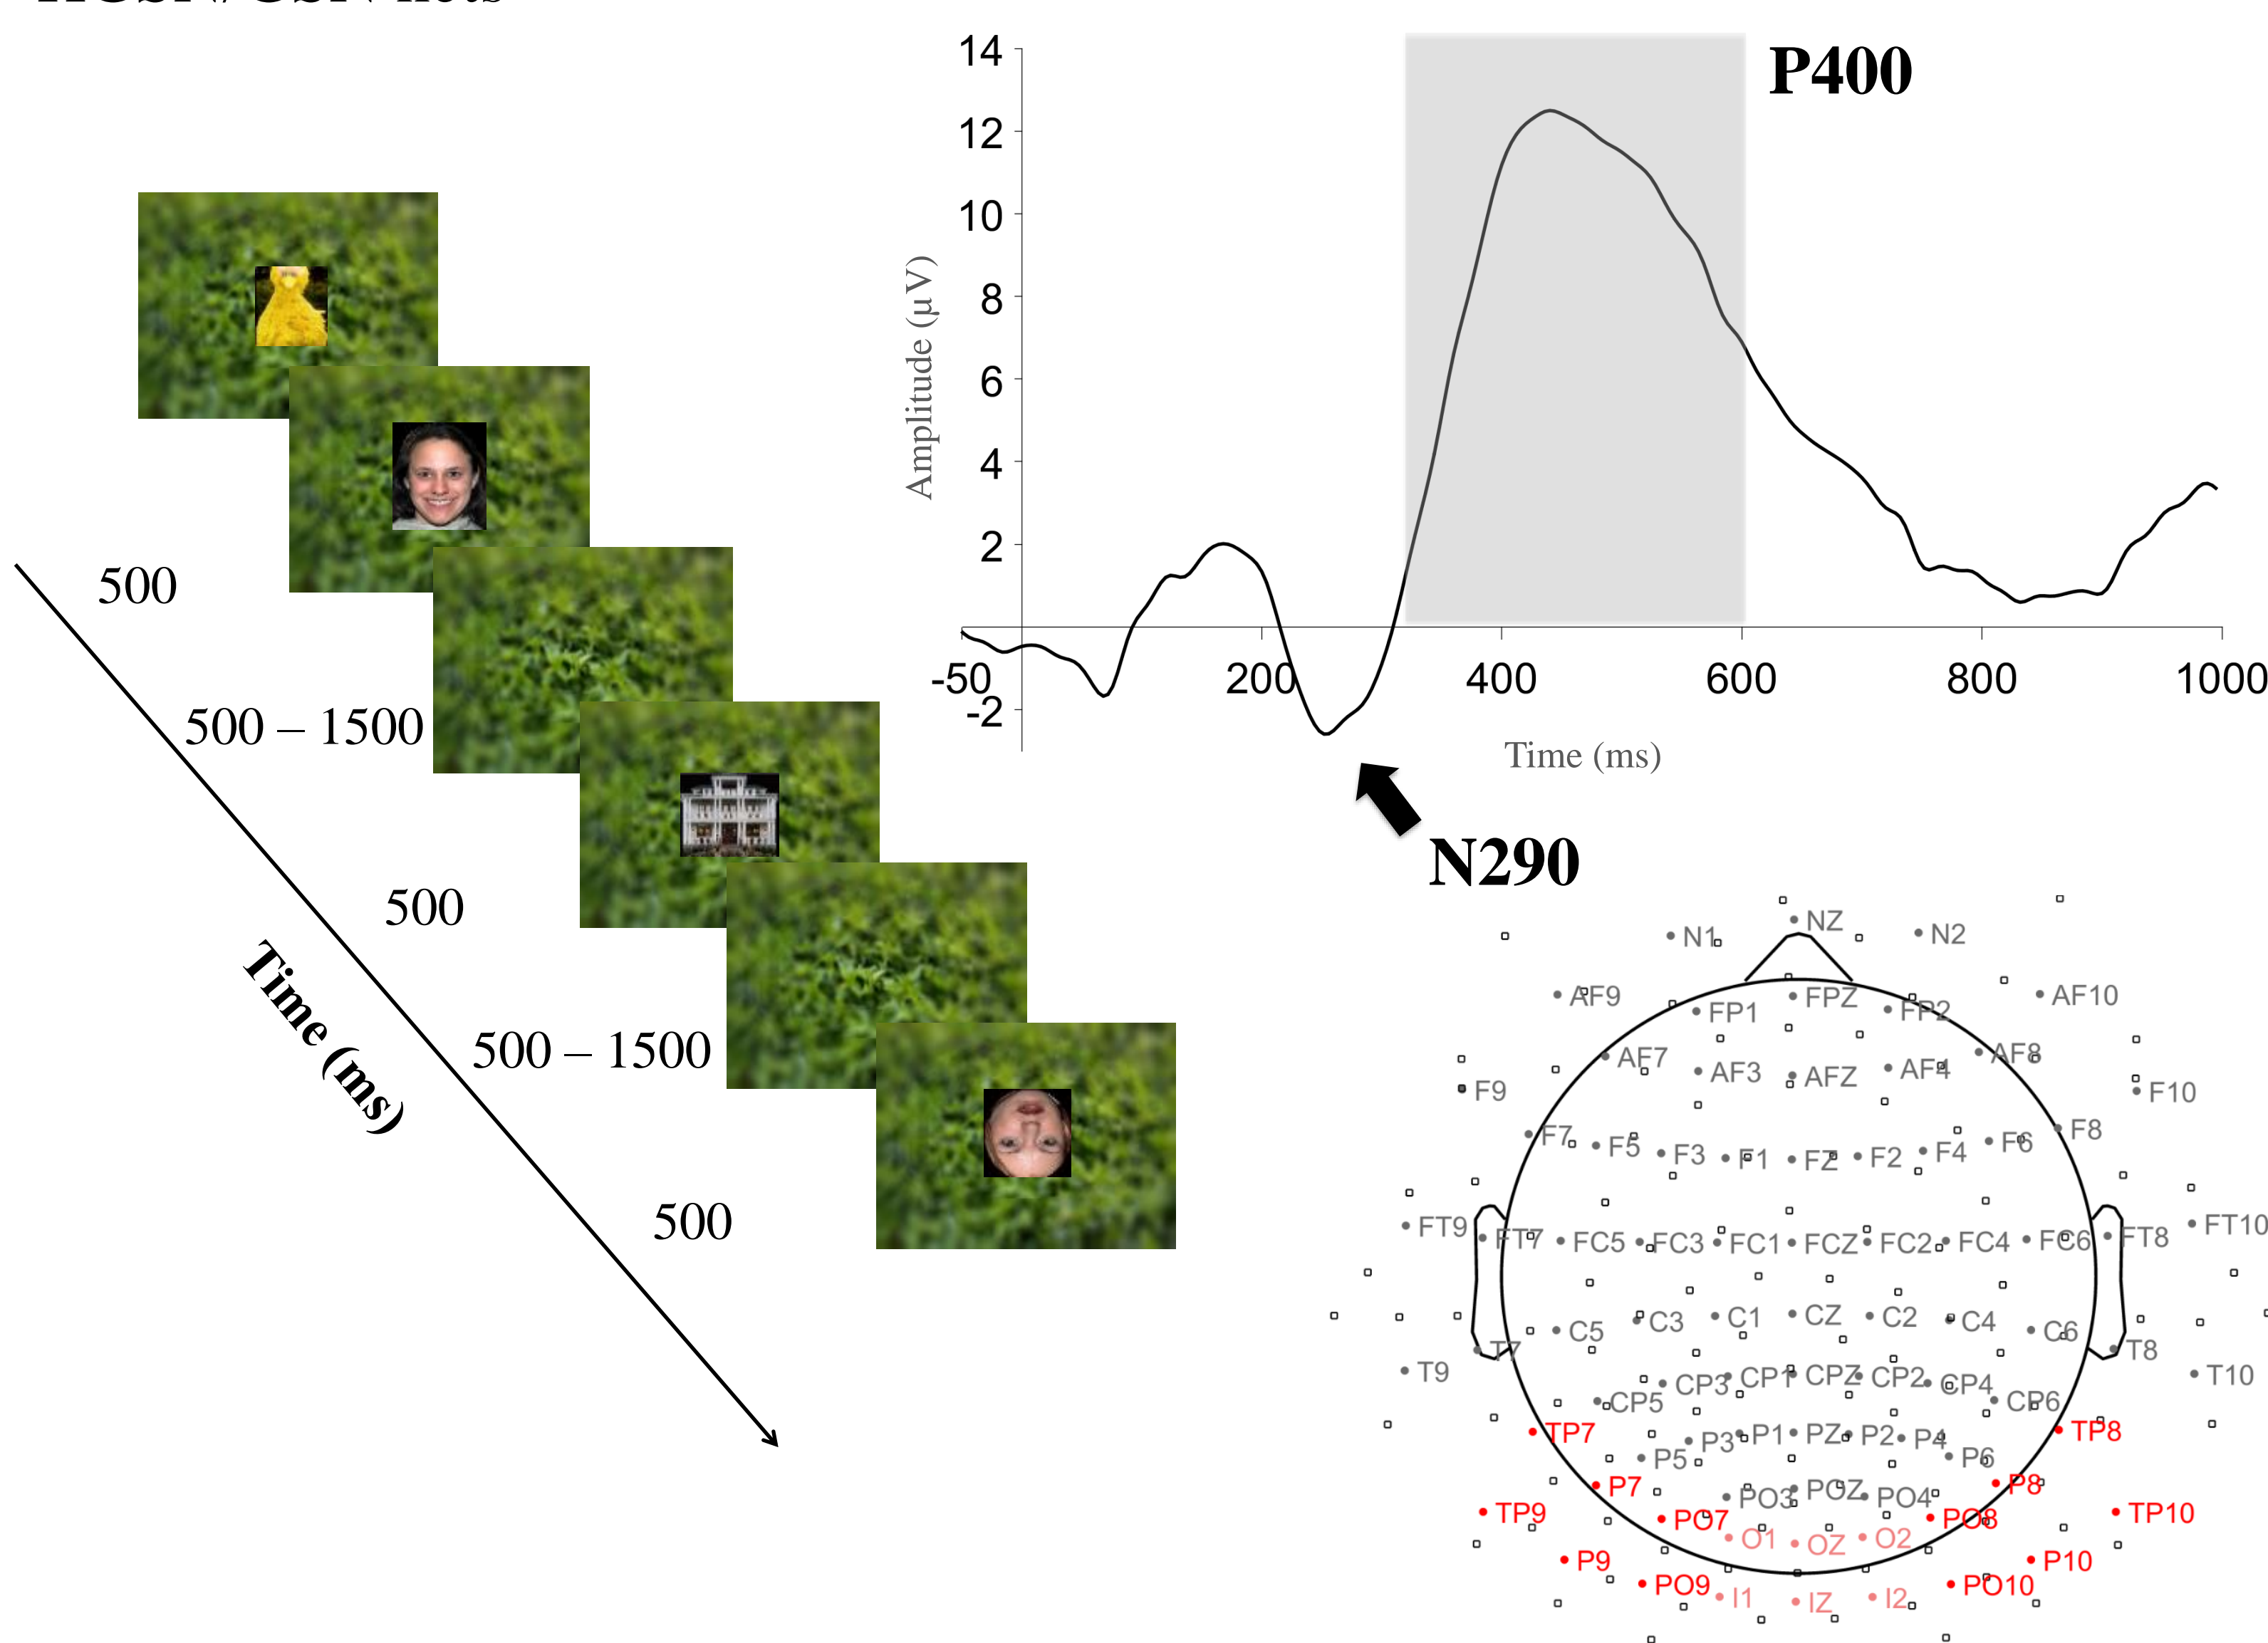 14
P400
12
10
8
6
4
2
-2
Amplitude (μV)
-50
200
400
600
800
1000
Time (ms)
N290
500
500 – 1500
500
500 – 1500
500
Time (ms)
N1
NZ
N2
AF9
FP1
FPZ
FP2
AF10
AF7
AF3
AFZ
AF4
AF8
F9
F10
F7
F5
F3
F1
FZ
F2
F4
F6
F8
FT9
FT7
FC5
FC3
FC1
FCZ
FC2
FC4
FC6
FT8
FT10
T9
T7
C5
C3
C1
CZ
C2
C4
C6
T8
T10
CP5
CP3
CP1
CPZ
CP2
CP4
CP6
TP7
P5
P3
P1
PZ
P2
P4
P6
TP8
TP9
P7
PO7
PO3
POZ
PO4
PO8
P8
TP10
P9
O1
OZ
O2
P10
PO9
I1
IZ
I2
PO10